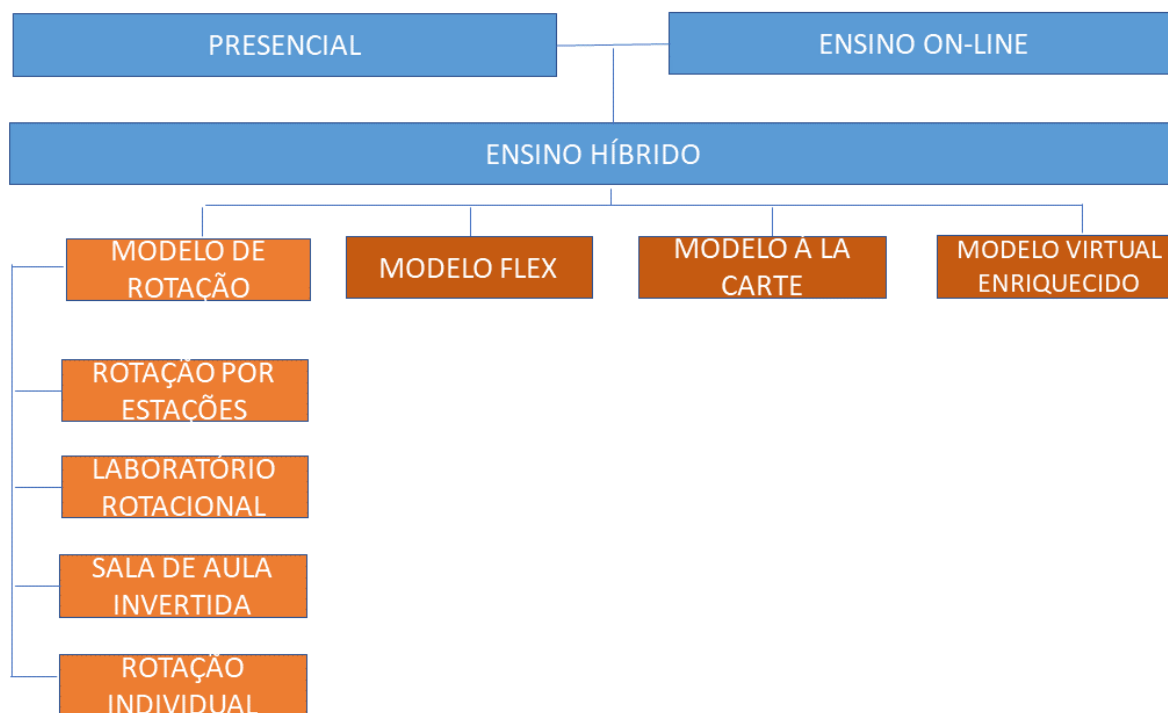 PRESENCIAL
ENSINO ON-LINE
ENSINO HÍBRIDO
MODELO DE
ROTAÇÃO
MODELO FLEX
MODELO À LA
CARTE
MODELO VIRTUAL
ENRIQUECIDO
ROTAÇÃO POR
ESTAÇÕES
LABORATÓRIO
ROTACIONAL
SALA DE AULA
INVERTIDA
ROTAÇÃO
INDIVIDUAL